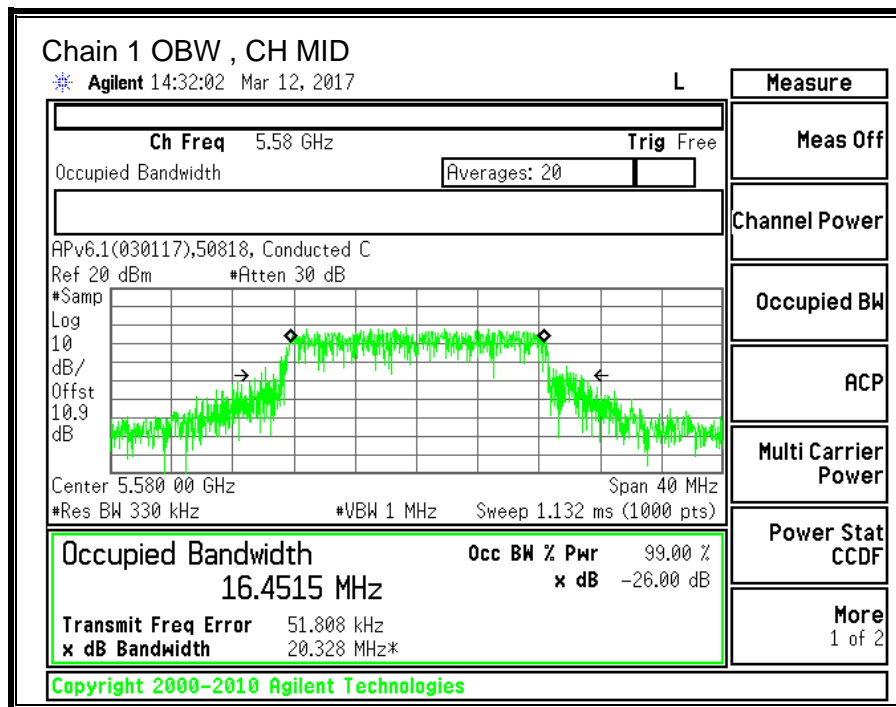 Chain 1 OBW , CH MID
Agilent 14:32:02 Mar 12, 2017 L
Measure
Ch Freq 5.58 GHz Trig Free
Occupied Bandwidth Averages: 20
APv6.1(030117),50818, Conducted C
Ref 20 dBm #Atten 30 dB
#Samp
Log
10
dB/
Offst
10.9
dB
Center 5.580 00 GHz Span 40 MHz
#Res BW 330 kHz #VBW 1 MHz Sweep 1.132 ms (1000 pts)
Occupied Bandwidth Occ BW % Pwr 99.00 %
16.4515 MHz x dB -26.00 dB
Transmit Freq Error 51.808 kHz
x dB Bandwidth 20.328 MHz*
Copyright 2000-2010 Agilent Technologies
Meas Off
Channel Power
Occupied BW
ACP
Multi Carrier
Power
Power Stat
CCDF
More
1 of 2